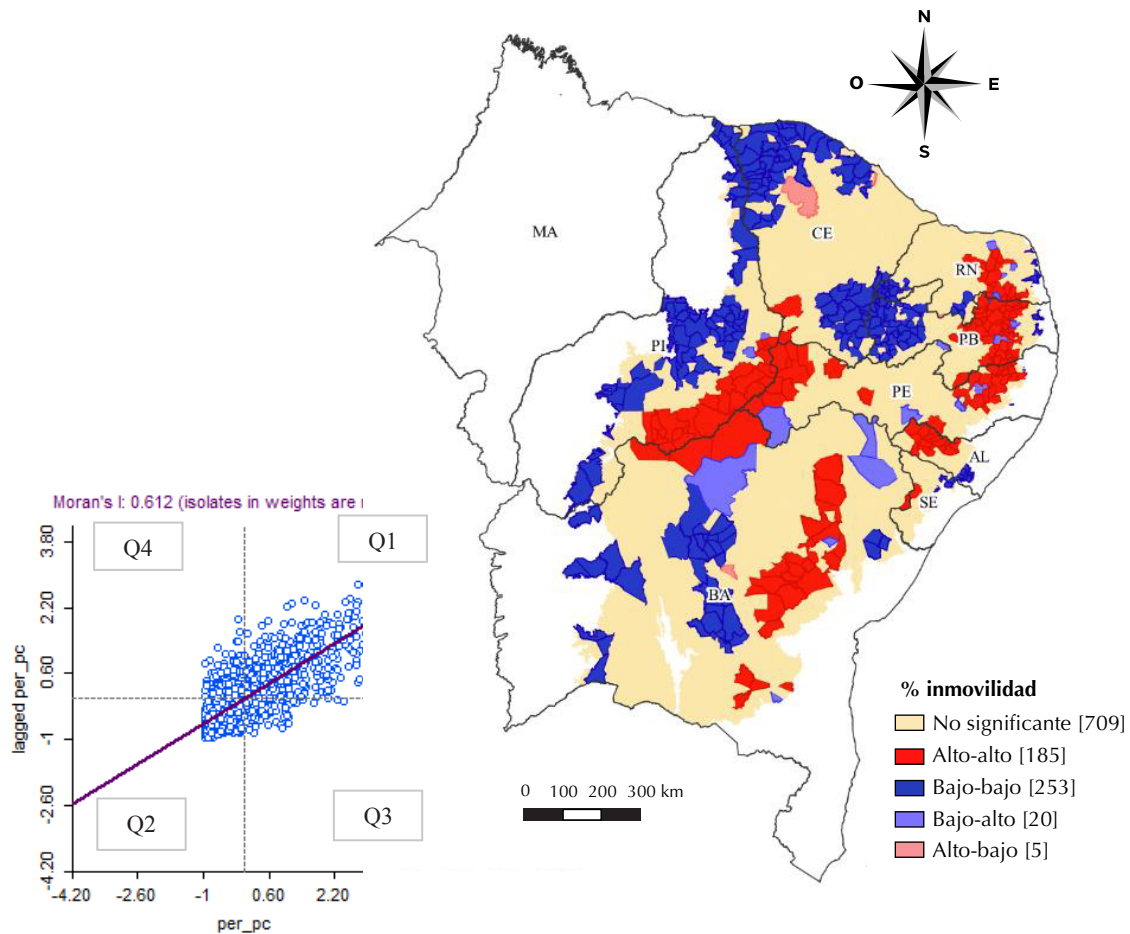 N
O
E
S
MA
CE
RN
PI
PB
PE
AL
SE
BA
Moran's I: 0.612 (isolates in weights are
Q4
Q1
Q2
Q3
3.80
2.20
0.60
-1
-2.60
-4.20
lagged per_pc
-4.20
-2.60
-1
0.60
2.20
per_pc
0
100
200
300 km
% inmovilidad
No significante [709]
Alto-alto [185]
Bajo-bajo [253]
Bajo-alto [20]
Alto-bajo [5]